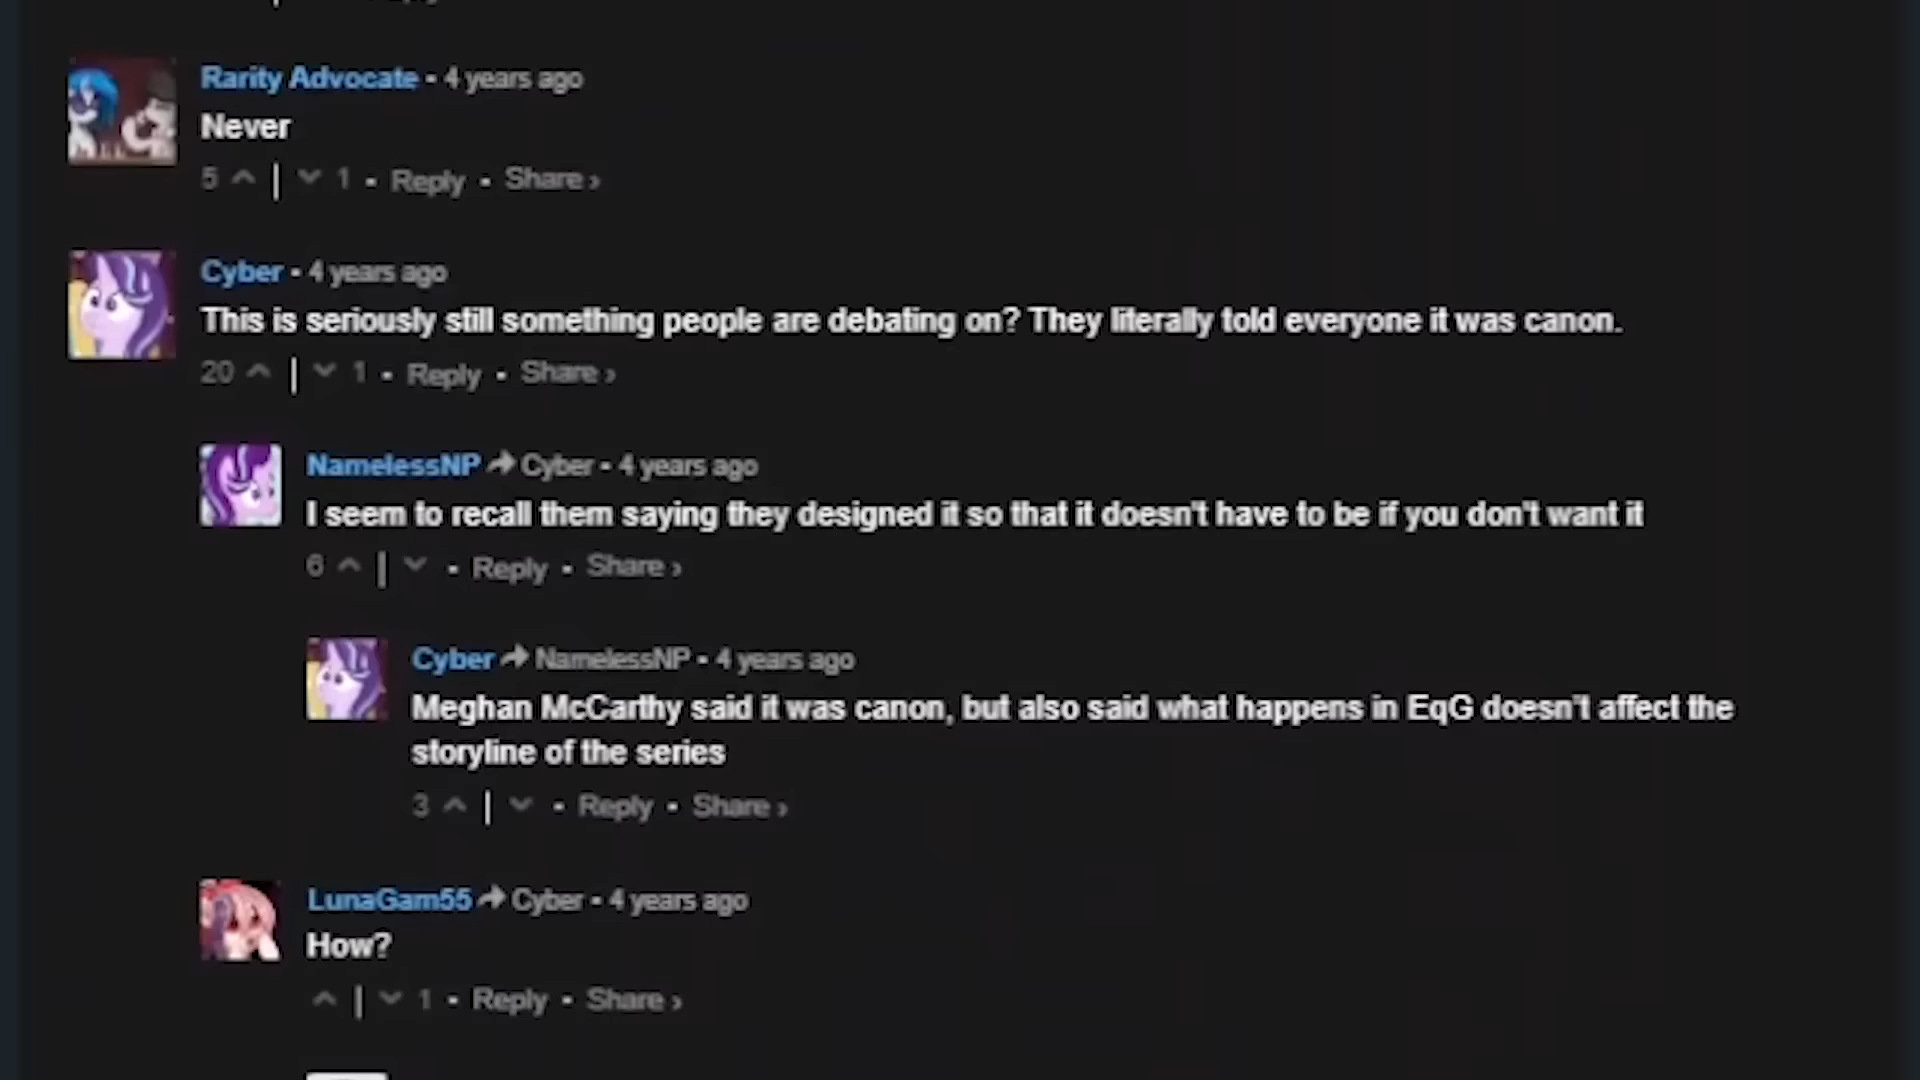 Rarity Advocate • 4 years ago
Never
5 | 1 • Reply • Share ›
Cyber • 4 years ago
This is seriously still something people are debating on? They literally told everyone it was canon.
20 | 1 • Reply • Share ›
NamelessNP Cyber • 4 years ago
I seem to recall them saying they designed it so that it doesn't have to be if you don't want it
6 | • Reply • Share ›
Cyber NamelessNP • 4 years ago
Meghan McCarthy said it was canon, but also said what happens in EqG doesn't affect the
storyline of the series
3 | • Reply • Share ›
LunaGam55 Cyber • 4 years ago
How?
| 1 • Reply • Share ›